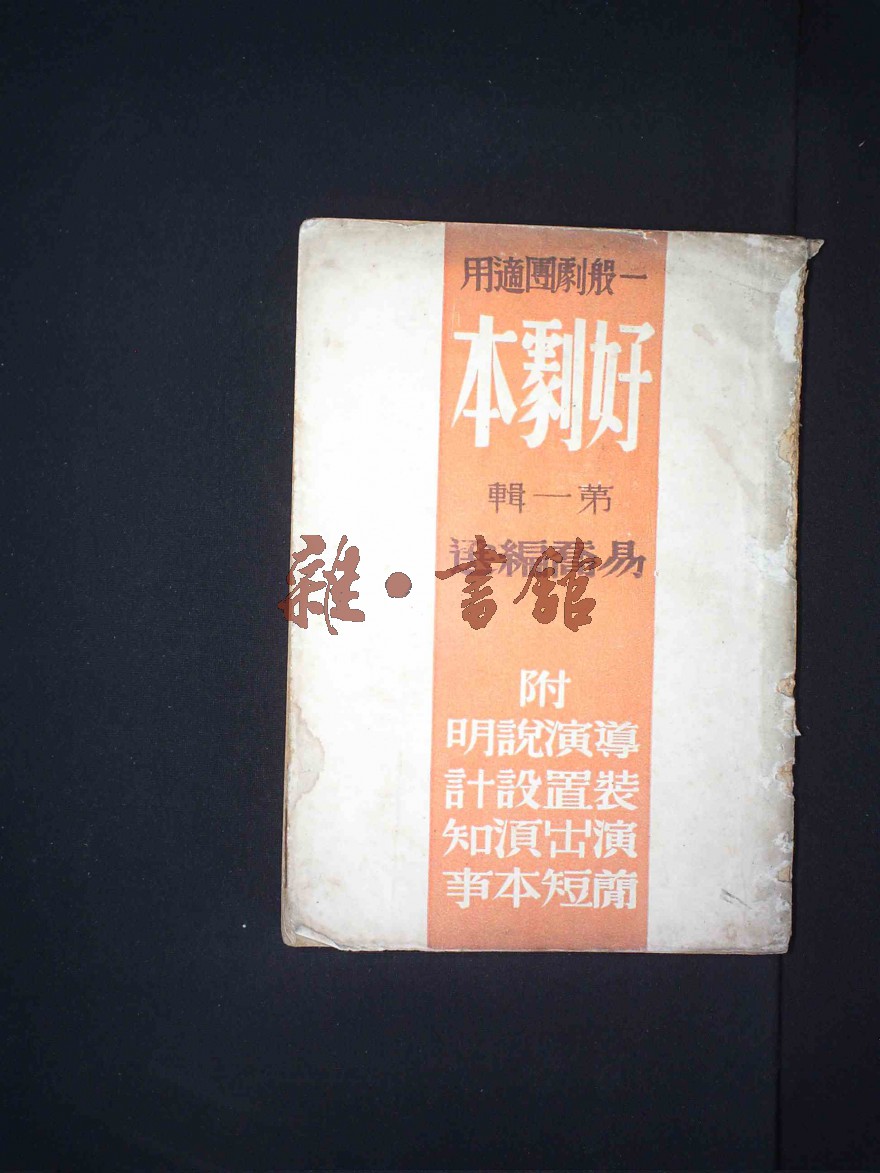 一般劇團適用
好劇本
第一輯
易喬編選
雜·書館
附
導演說明
裝置設計
演出須知
簡短本事